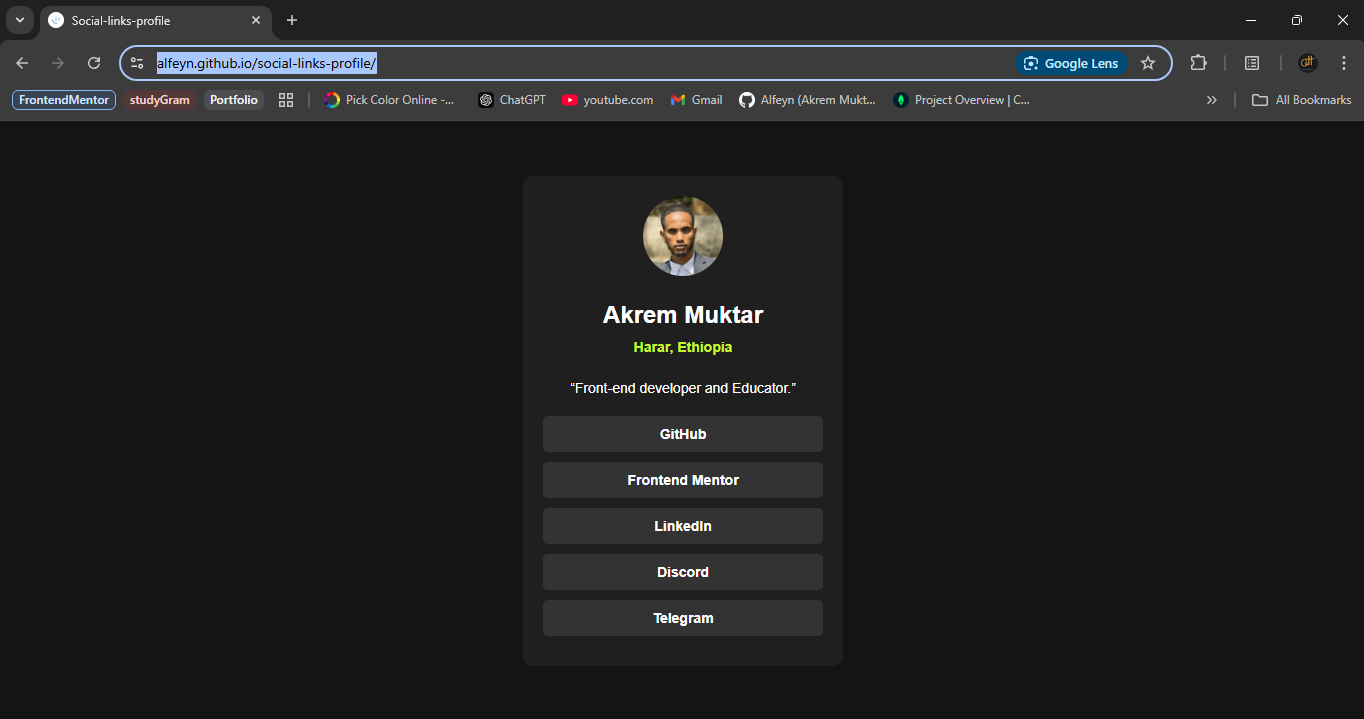 Social-links-profile
alfeyn.github.io/social-links-profile/
Google Lens
FrontendMentor studyGram Portfolio Pick Color Online -... ChatGPT youtube.com Gmail Alfeyn (Akrem Mukt... Project Overview | C... » All Bookmarks
Akrem Muktar
Harar, Ethiopia
“Front-end developer and Educator.”
GitHub
Frontend Mentor
LinkedIn
Discord
Telegram